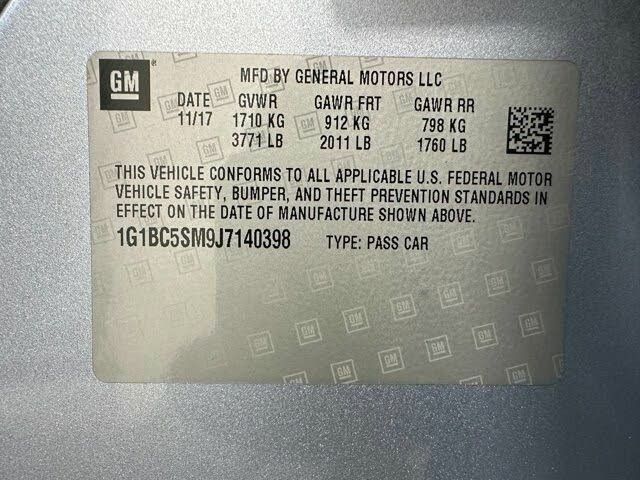 GM
MFD BY GENERAL MOTORS LLC
DATE GVWR GAWR FRT GAWR RR
11/17 1710 KG 912 KG 798 KG
3771 LB 2011 LB 1760 LB
THIS VEHICLE CONFORMS TO ALL APPLICABLE U.S. FEDERAL MOTOR
VEHICLE SAFETY, BUMPER, AND THEFT PREVENTION STANDARDS IN
EFFECT ON THE DATE OF MANUFACTURE SHOWN ABOVE.
1G1BC5SM9J7140398 TYPE: PASS CAR